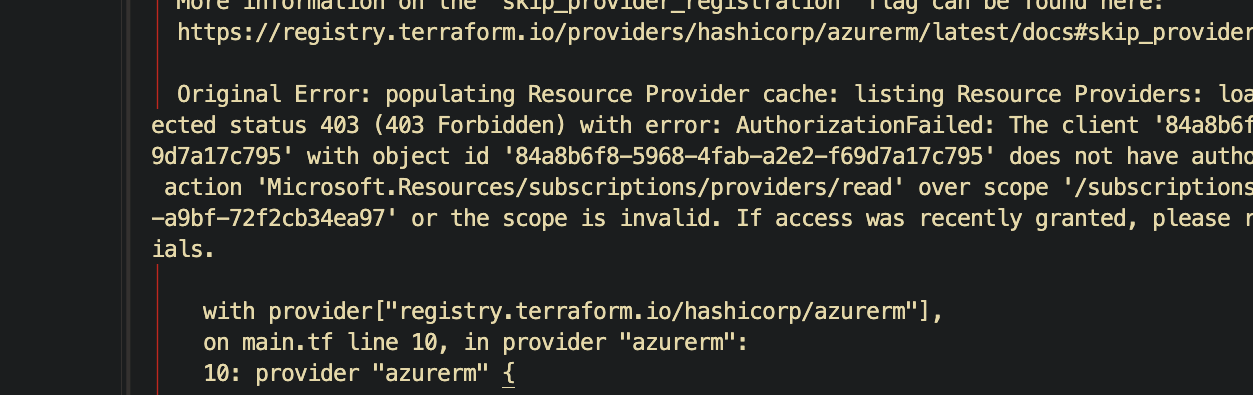 More information on the "skip_provider_registration" flag can be found here:
https://registry.terraform.io/providers/hashicorp/azurerm/latest/docs#skip_provider
Original Error: populating Resource Provider cache: listing Resource Providers: loa
ected status 403 (403 Forbidden) with error: AuthorizationFailed: The client '84a8b6f
9d7a17c795' with object id '84a8b6f8-5968-4fab-a2e2-f69d7a17c795' does not have autho
action 'Microsoft.Resources/subscriptions/providers/read' over scope '/subscriptions
-a9bf-72f2cb34ea97' or the scope is invalid. If access was recently granted, please r
ials.
with provider["registry.terraform.io/hashicorp/azurerm"],
on main.tf line 10, in provider "azurerm":
10: provider "azurerm" {